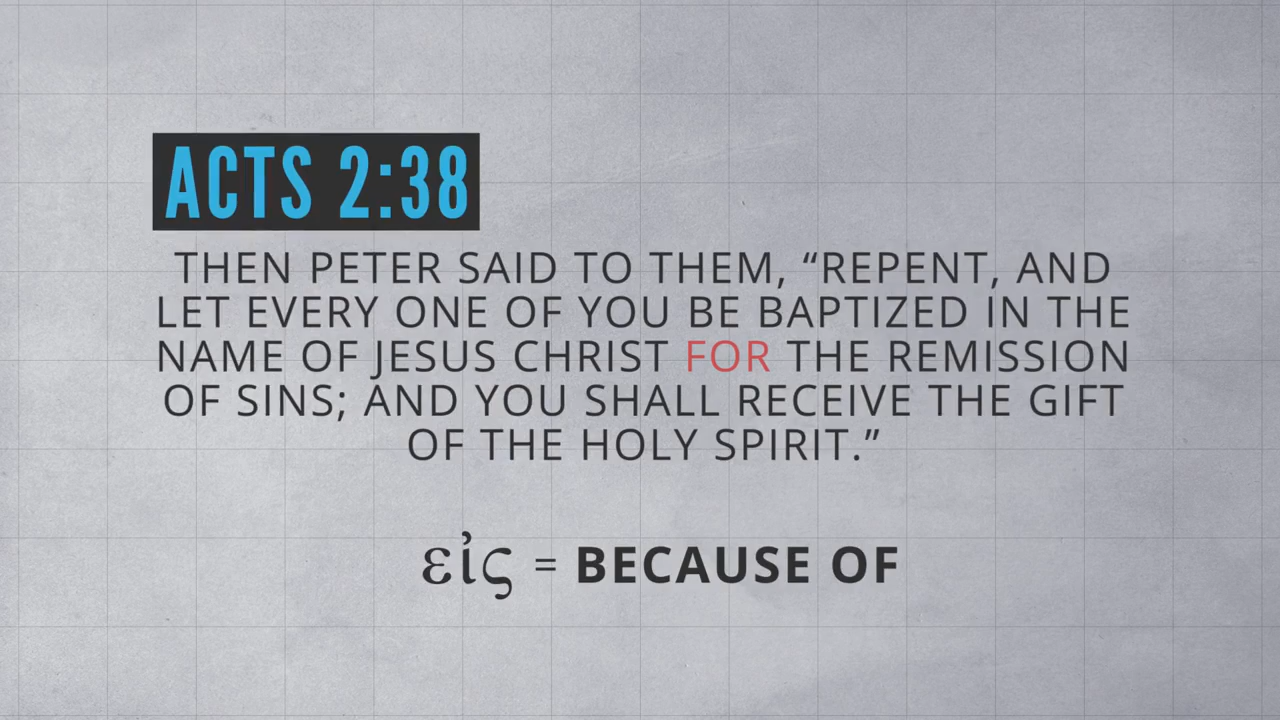 ACTS 2:38
THEN PETER SAID TO THEM, “REPENT, AND
LET EVERY ONE OF YOU BE BAPTIZED IN THE
NAME OF JESUS CHRIST FOR THE REMISSION
OF SINS; AND YOU SHALL RECEIVE THE GIFT
OF THE HOLY SPIRIT.”
εἰς = BECAUSE OF